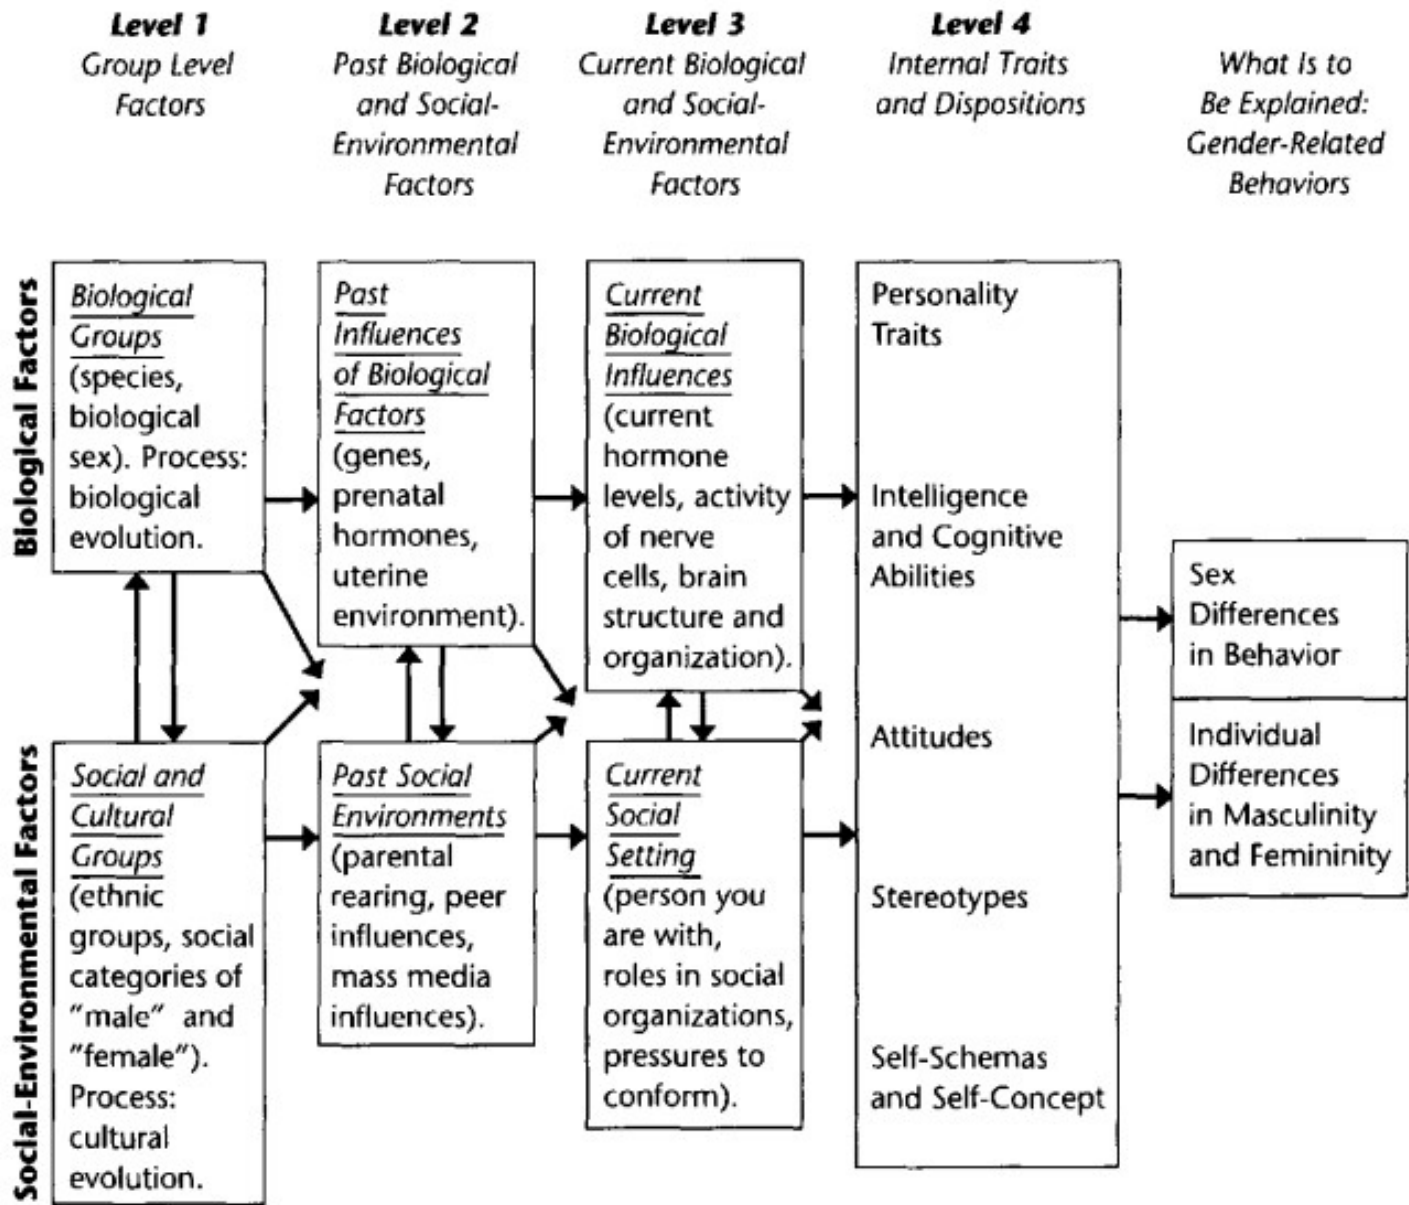 Level 1
Group Level
Factors
Level 2
Past Biological
and Social-
Environmental
Factors
Level 3
Current Biological
and Social-
Environmental
Factors
Level 4
Internal Traits
and Dispositions
What Is to
Be Explained:
Gender-Related
Behaviors
Biological Factors
Biological
Groups
(species,
biological
sex). Process:
biological
evolution.
Past
Influences
of Biological
Factors
(genes,
prenatal
hormones,
uterine
environment).
Current
Biological
Influences
(current
hormone
levels, activity
of nerve
cells, brain
structure and
organization).
Personality
Traits
Intelligence
and Cognitive
Abilities
Attitudes
Stereotypes
Self-Schemas
and Self-Concept
Sex
Differences
in Behavior
Individual
Differences
in Masculinity
and Femininity
Social-Environmental Factors
Social and
Cultural
Groups
(ethnic
groups, social
categories of
"male" and
"female").
Process:
cultural
evolution.
Past Social
Environments
(parental
rearing, peer
influences,
mass media
influences).
Current
Social
Setting
(person you
are with,
roles in social
organizations,
pressures to
conform).